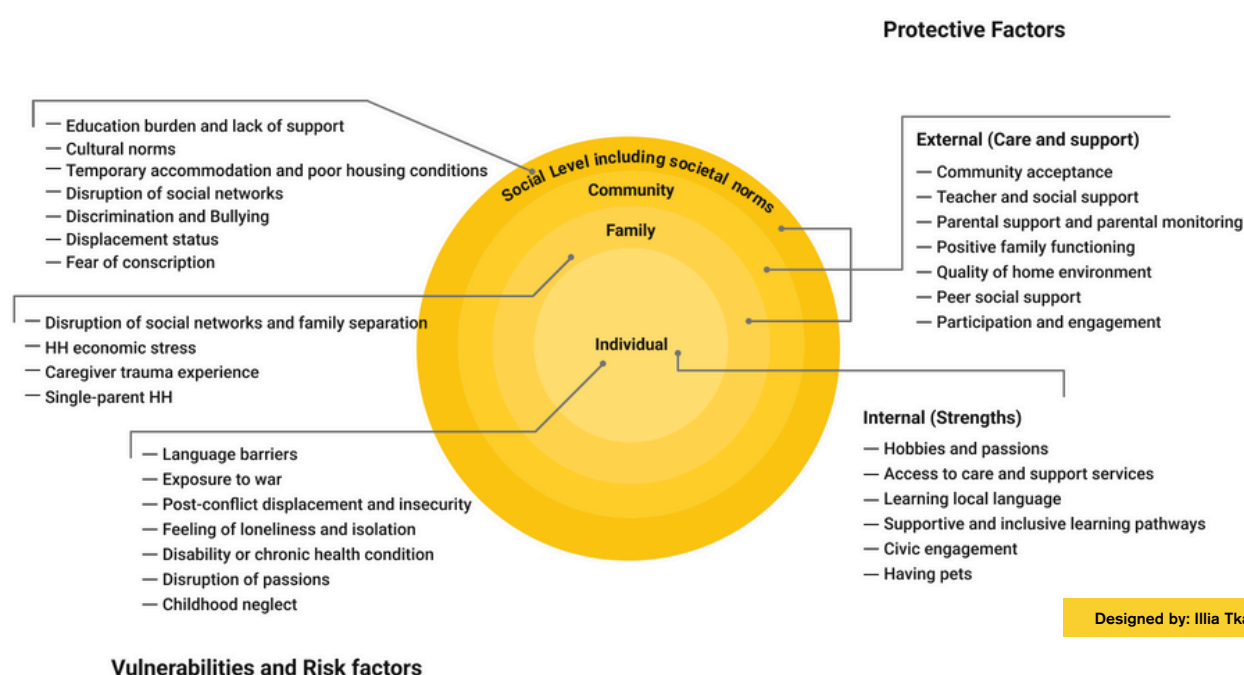 Protective Factors
— Education burden and lack of support
— Cultural norms
— Temporary accommodation and poor housing conditions
— Disruption of social networks
— Discrimination and Bullying
— Displacement status
— Fear of conscription
— Disruption of social networks and family separation
— HH economic stress
— Caregiver trauma experience
— Single-parent HH
— Language barriers
— Exposure to war
— Post-conflict displacement and insecurity
— Feeling of loneliness and isolation
— Disability or chronic health condition
— Disruption of passions
— Childhood neglect
Social Level including societal norms
Community
Family
Individual
External (Care and support)
— Community acceptance
— Teacher and social support
— Parental support and parental monitoring
— Positive family functioning
— Quality of home environment
— Peer social support
— Participation and engagement
Internal (Strengths)
— Hobbies and passions
— Access to care and support services
— Learning local language
— Supportive and inclusive learning pathways
— Civic engagement
— Having pets
Designed by: Illia
Vulnerabilities and Risk factors